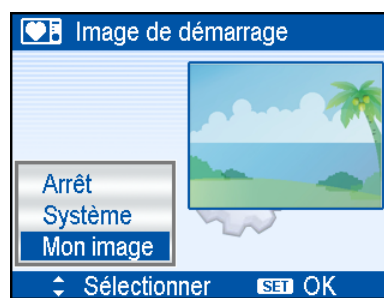 Image de démarrage
Arrêt
Système
Mon image
Sélectionner SET OK